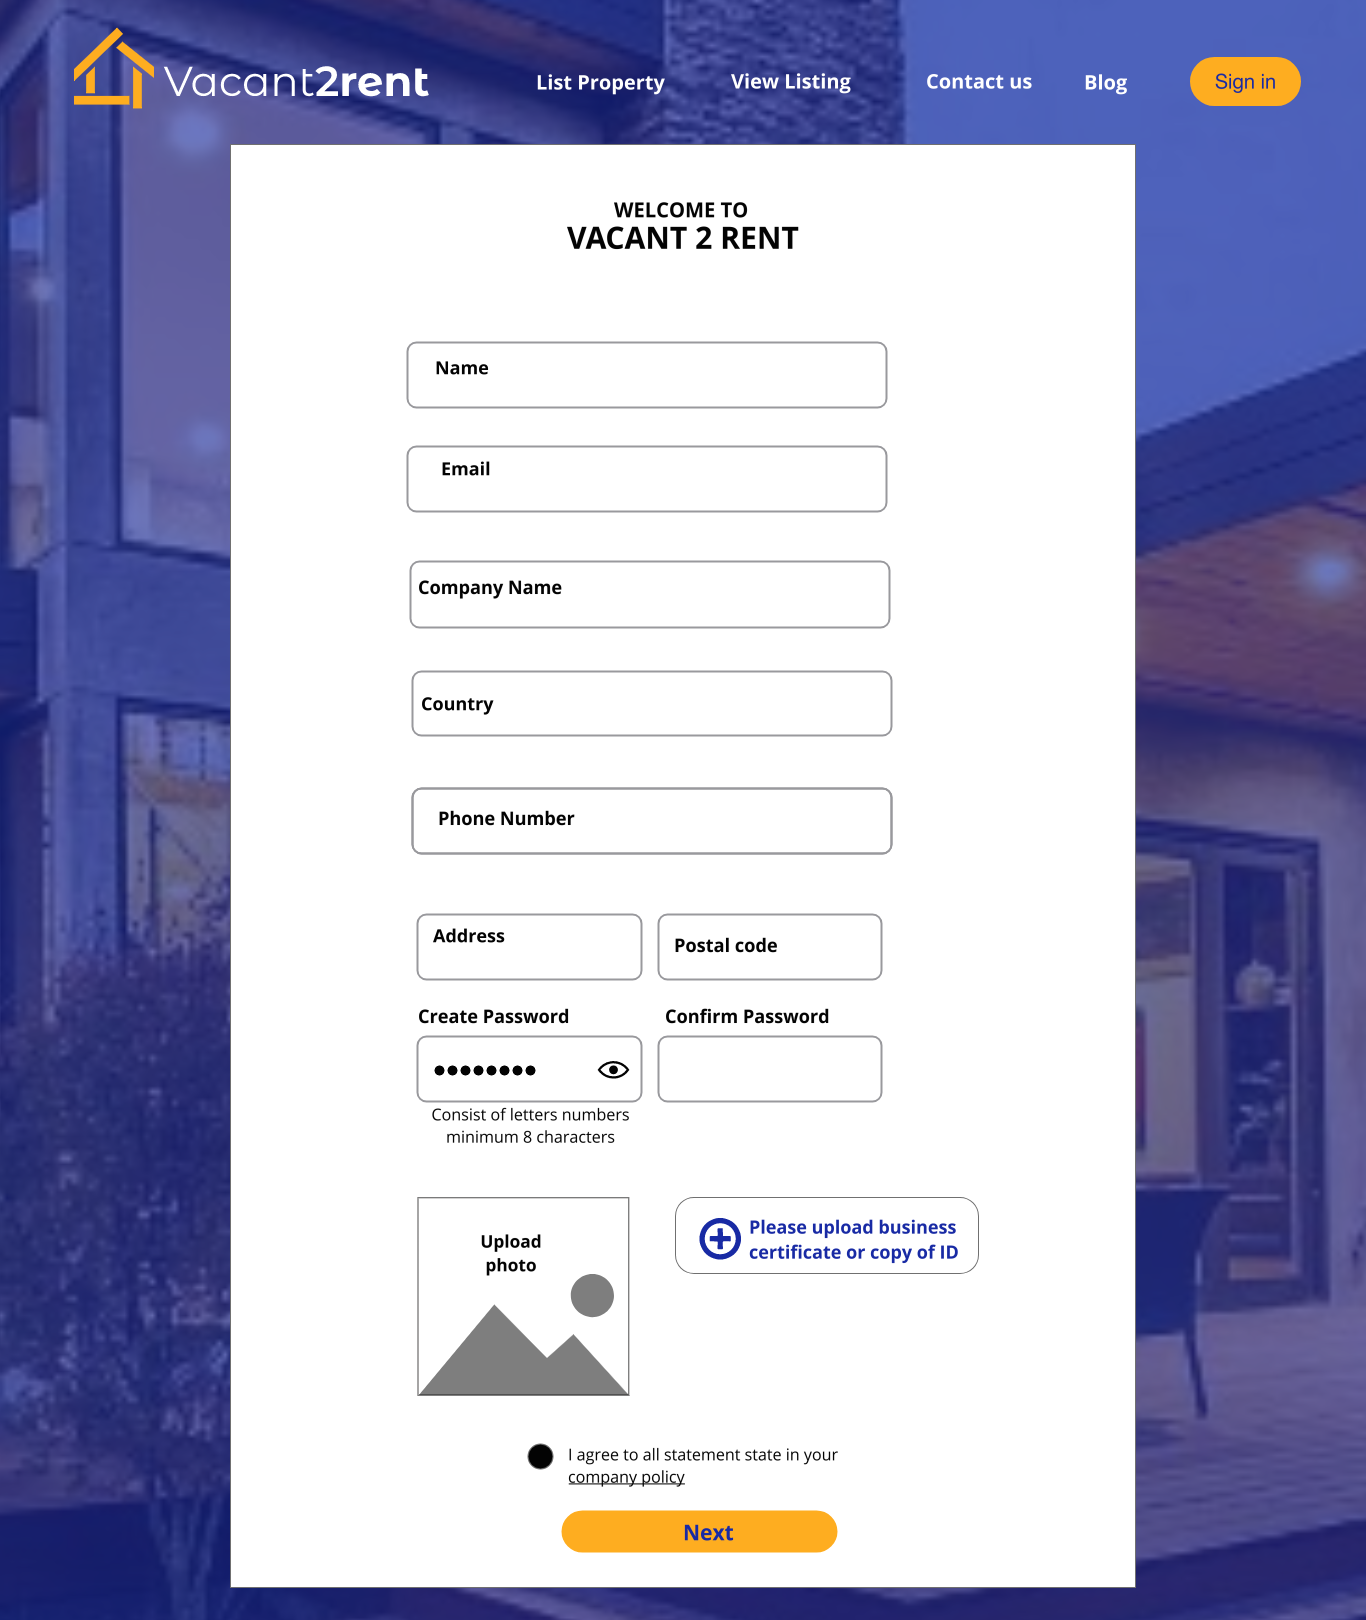 Vacant2rent
List Property
View Listing
Contact us
Blog
Sign in
WELCOME TO
VACANT 2 RENT
Name
Email
Company Name
Country
Phone Number
Address
Postal code
Create Password
Confirm Password
Consist of letters numbers
minimum 8 characters
Upload
photo
Please upload business
certificate or copy of ID
I agree to all statement state in your
company policy
Next